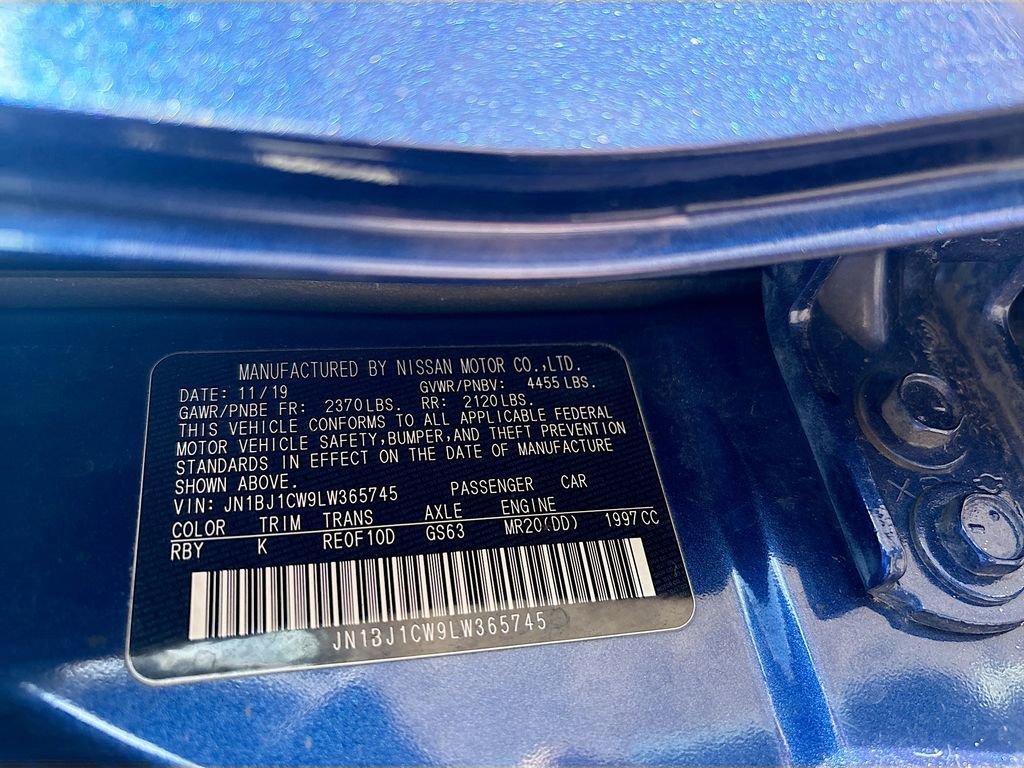 MANUFACTURED BY NISSAN MOTOR CO.,LTD.
DATE: 11/19 GVWR/PNBV: 4455 LBS.
GAWR/PNBE FR: 2370LBS. RR: 2120LBS.
THIS VEHICLE CONFORMS TO ALL APPLICABLE FEDERAL
MOTOR VEHICLE SAFETY,BUMPER,AND THEFT PREVENTION
STANDARDS IN EFFECT ON THE DATE OF MANUFACTURE
SHOWN ABOVE.
VIN: JN1BJ1CW9LW365745 PASSENGER CAR
COLOR TRIM TRANS AXLE ENGINE
RBY K RE0F10D GS63 MR20(DD) 1997CC
JN1BJ1CW9LW365745